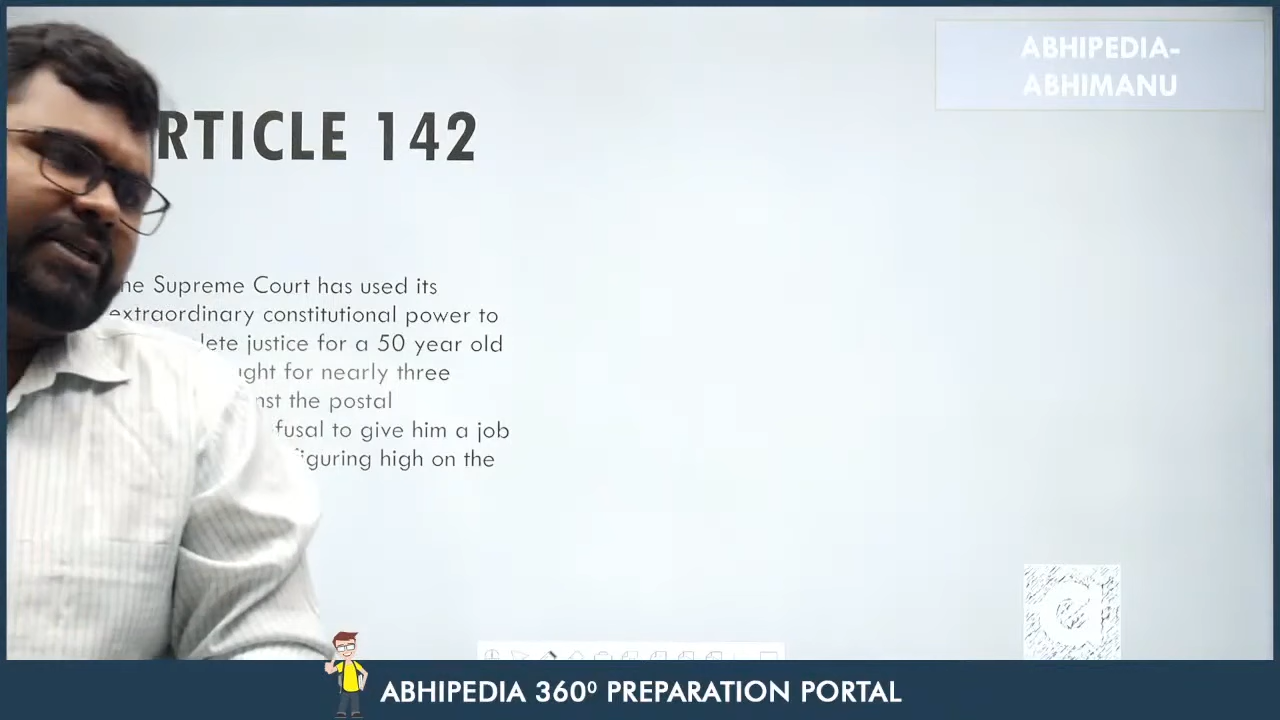 ABHIPEDIA-
ABHIMANU
RTICLE 142
he Supreme Court has used its
extraordinary constitutional power to
lete justice for a 50 year old
ght for nearly three
nst the postal
fusal to give him a job
figuring high on the
a
ABHIPEDIA 360⁰ PREPARATION PORTAL